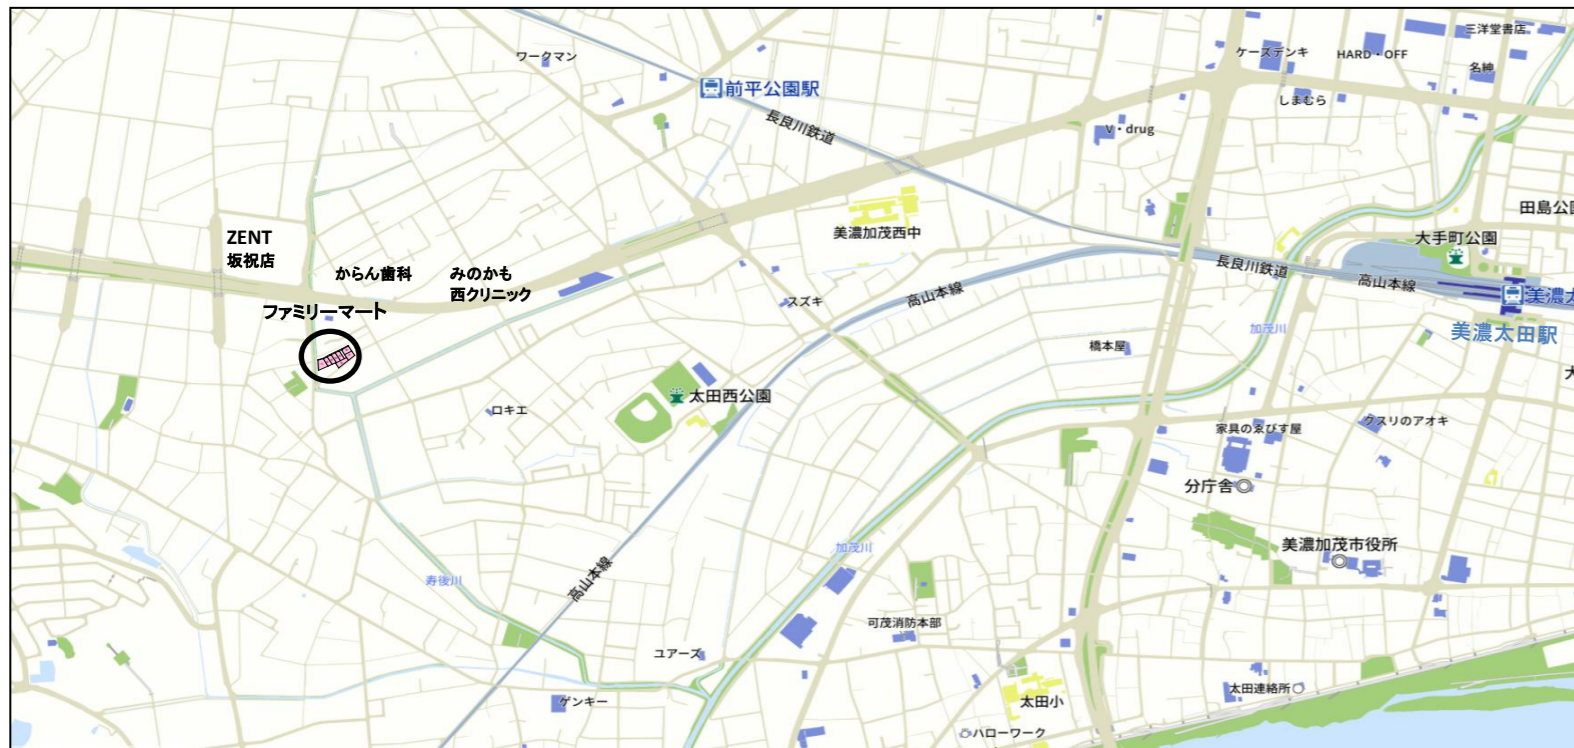 三洋堂書店
ワークマン
ケーズデンキ
HARD・OFF
名紳
前平公園駅
しまむら
長良川鉄道
V・drug
美濃加茂西中
田島公園
ZENT
坂祝店
大手町公園
からん歯科
みのかも
西クリニック
長良川鉄道
高山本線
高山本線
スズキ
美濃太
ファミリーマート
加茂川
美濃太田駅
橋本屋
太田西公園
大
ロキエ
クスリのアオキ
家具のゑびす屋
分庁舎
加茂川
美濃加茂市役所
寿後川
高山本線
可茂消防本部
ユアーズ
太田連絡所
ゲンキー
太田小
ハローワーク